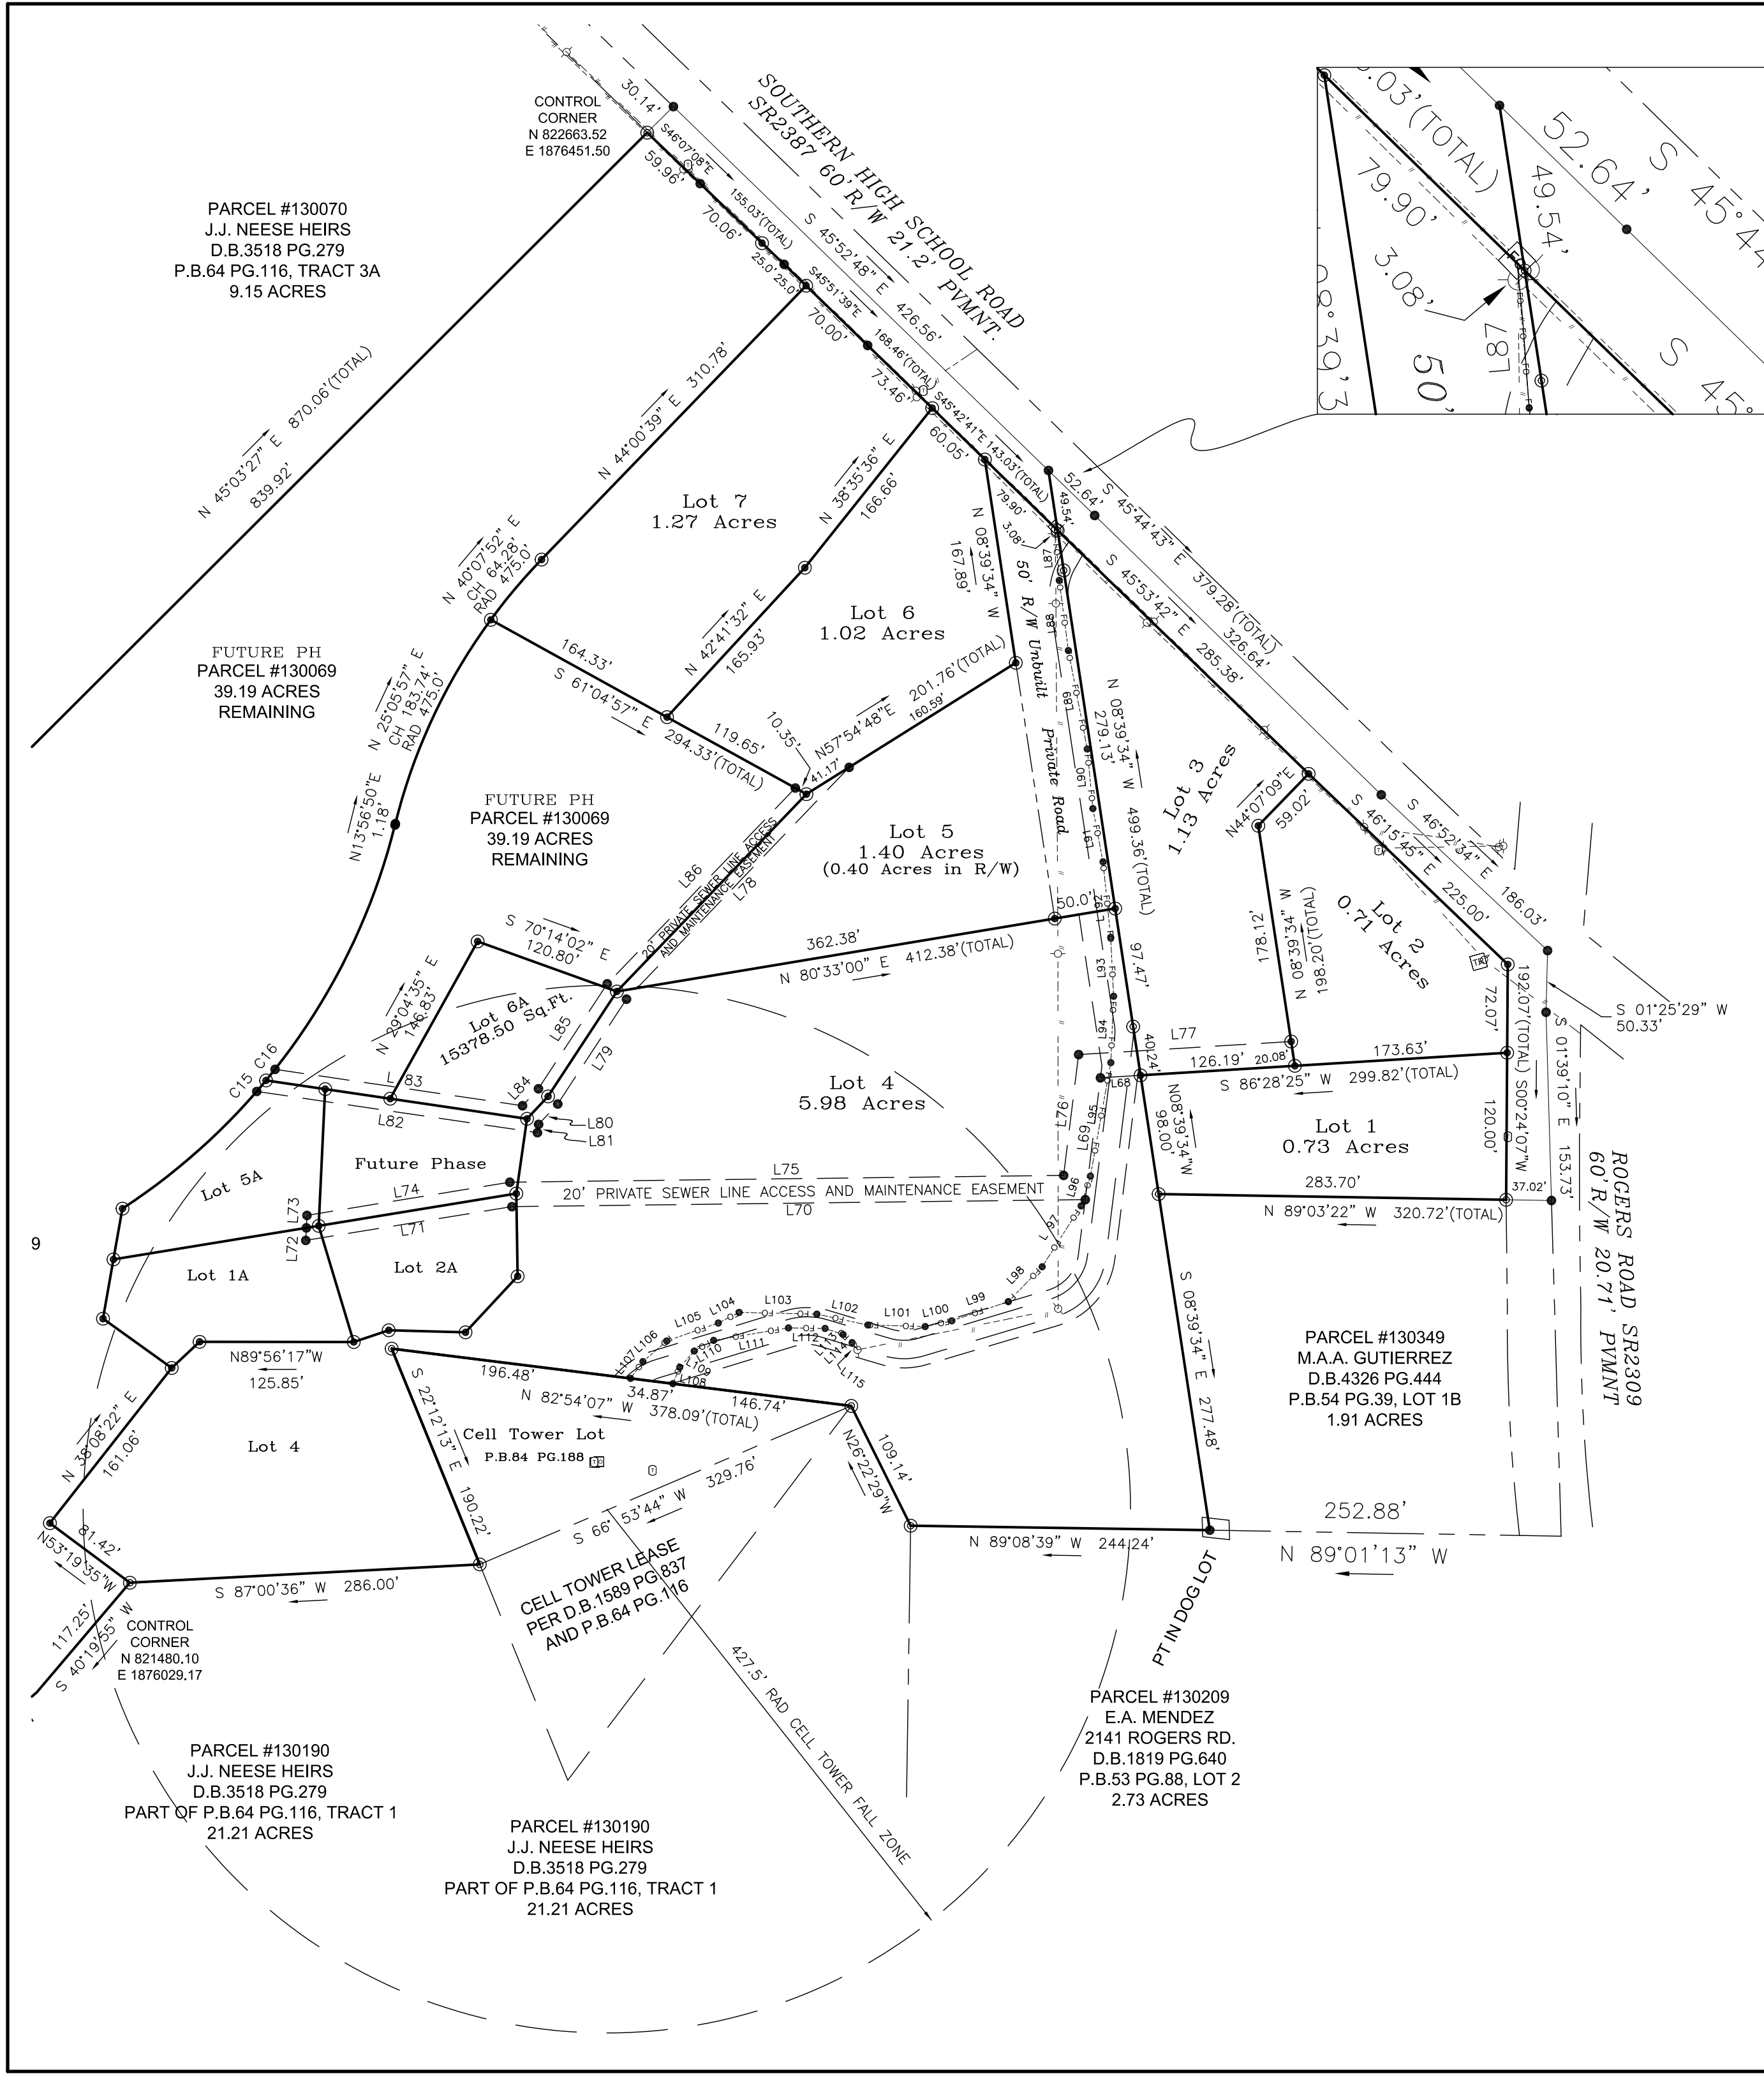 CONTROL
CORNER
N 822663.52
E 1876451.50
30.14'
SOUTHERN HIGH SCHOOL ROAD
SR2387 60' R/W 21.2' PVMNT.
PARCEL #130070
J.J. NEESE HEIRS
D.B.3518 PG.279
P.B.64 PG.116, TRACT 3A
9.15 ACRES
S46°07'08"E
155.03'(TOTAL)
59.96'
70.06'
25.0'
25.0'
S 45°52'48" E 426.56'
S45°51'39"E
168.46'(TOTAL)
70.00'
73.46'
S45°42'41"E 143.03'(TOTAL)
60.05'
79.90'
3.08'
49.54'
52.64'
.03'(TOTAL)
52.64'
79.90'
49.54'
3.08'
S 45°44
FO
L87
50'
08°39'3
S 45°
S 45°44'43" E 379.28'(TOTAL)
326.64'
S 45°53'42" E 285.38'
N 45°03'27" E 870.06'(TOTAL)
839.92'
N 44°00'39" E 310.78'
Lot 7
1.27 Acres
N 38°35'36" E
166.66'
N 40°07'52" E
CH 64.28'
RAD 475.0'
N 08°39'34" W
167.89'
50' R/W Unbuilt Private Road
L87
L88
L89
L90
L91
L92
L93
L94
L95
L96
L97
L98
L99
Lot 6
1.02 Acres
N 42°41'32" E
165.93'
164.33'
S 61°04'57" E 294.33'(TOTAL)
119.65'
10.35'
N57°54'48"E 201.76'(TOTAL)
160.59'
41.17'
FUTURE PH
PARCEL #130069
39.19 ACRES
REMAINING
N 25°05'57" E
CH 183.74'
RAD 475.0'
N13°56'50"E
1.18'
FUTURE PH
PARCEL #130069
39.19 ACRES
REMAINING
Lot 5
1.40 Acres
(0.40 Acres in R/W)
N 08°39'34" W 499.36'(TOTAL)
279.13'
Lot 3
1.13 Acres
N44°07'09"E
59.02'
S 46°15'45" E 225.00'
S 46°52'34" E 186.03'
Lot 2
0.71 Acres
178.12'
N 08°39'34" W
198.20'(TOTAL)
L86
20' PRIVATE SEWER LINE ACCESS
AND MAINTENANCE EASEMENT
L78
50.0'
362.38'
N 80°33'00" E 412.38'(TOTAL)
97.47'
S 70°14'02" E
120.80'
N 29°04'35" E
146.83'
Lot 6A
15378.50 Sq.Ft.
L85
L79
L84
C15
C16
L83
L82
L80
L81
192.07'(TOTAL) S00°24'07"W
72.07'
120.00'
S 01°25'29" W
50.33'
S 01°39'10" E 153.73'
L77
126.19'
20.08'
173.63'
S 86°28'25" W 299.82'(TOTAL)
40.24'
L68
N08°39'34"W
98.00'
Lot 4
5.98 Acres
L76
L69
Lot 1
0.73 Acres
283.70'
37.02'
N 89°03'22" W 320.72'(TOTAL)
ROGERS ROAD SR2309
60'R/W 20.71' PVMNT
Future Phase
Lot 5A
L74
L75
20' PRIVATE SEWER LINE ACCESS AND MAINTENANCE EASEMENT
L70
L71
L73
L72
9
Lot 1A
Lot 2A
L100
L101
L102
L103
L104
L105
L106
L107
L108
L109
L110
L111
L112
L113
L114
L115
N89°56'17"W
125.85'
N 38°08'22" E
161.06'
Lot 4
S 22°12'13" E 190.22'
196.48'
34.87'
146.74'
N 82°54'07" W 378.09'(TOTAL)
Cell Tower Lot
P.B.84 PG.188
S 66°53'44" W 329.76'
N26°22'29"W
109.14'
S 08°39'34" E 277.48'
PARCEL #130349
M.A.A. GUTIERREZ
D.B.4326 PG.444
P.B.54 PG.39, LOT 1B
1.91 ACRES
252.88'
N 89°01'13" W
N 89°08'39" W 244.24'
81.42'
N53°19'35"W
S 87°00'36" W 286.00'
117.25'
S 40°19'55" W
CONTROL
CORNER
N 821480.10
E 1876029.17
CELL TOWER LEASE
PER D.B.1589 PG.837
AND P.B.64 PG.116
427.5' RAD CELL TOWER FALL ZONE
PT IN DOG LOT
PARCEL #130209
E.A. MENDEZ
2141 ROGERS RD.
D.B.1819 PG.640
P.B.53 PG.88, LOT 2
2.73 ACRES
PARCEL #130190
J.J. NEESE HEIRS
D.B.3518 PG.279
PART OF P.B.64 PG.116, TRACT 1
21.21 ACRES
PARCEL #130190
J.J. NEESE HEIRS
D.B.3518 PG.279
PART OF P.B.64 PG.116, TRACT 1
21.21 ACRES